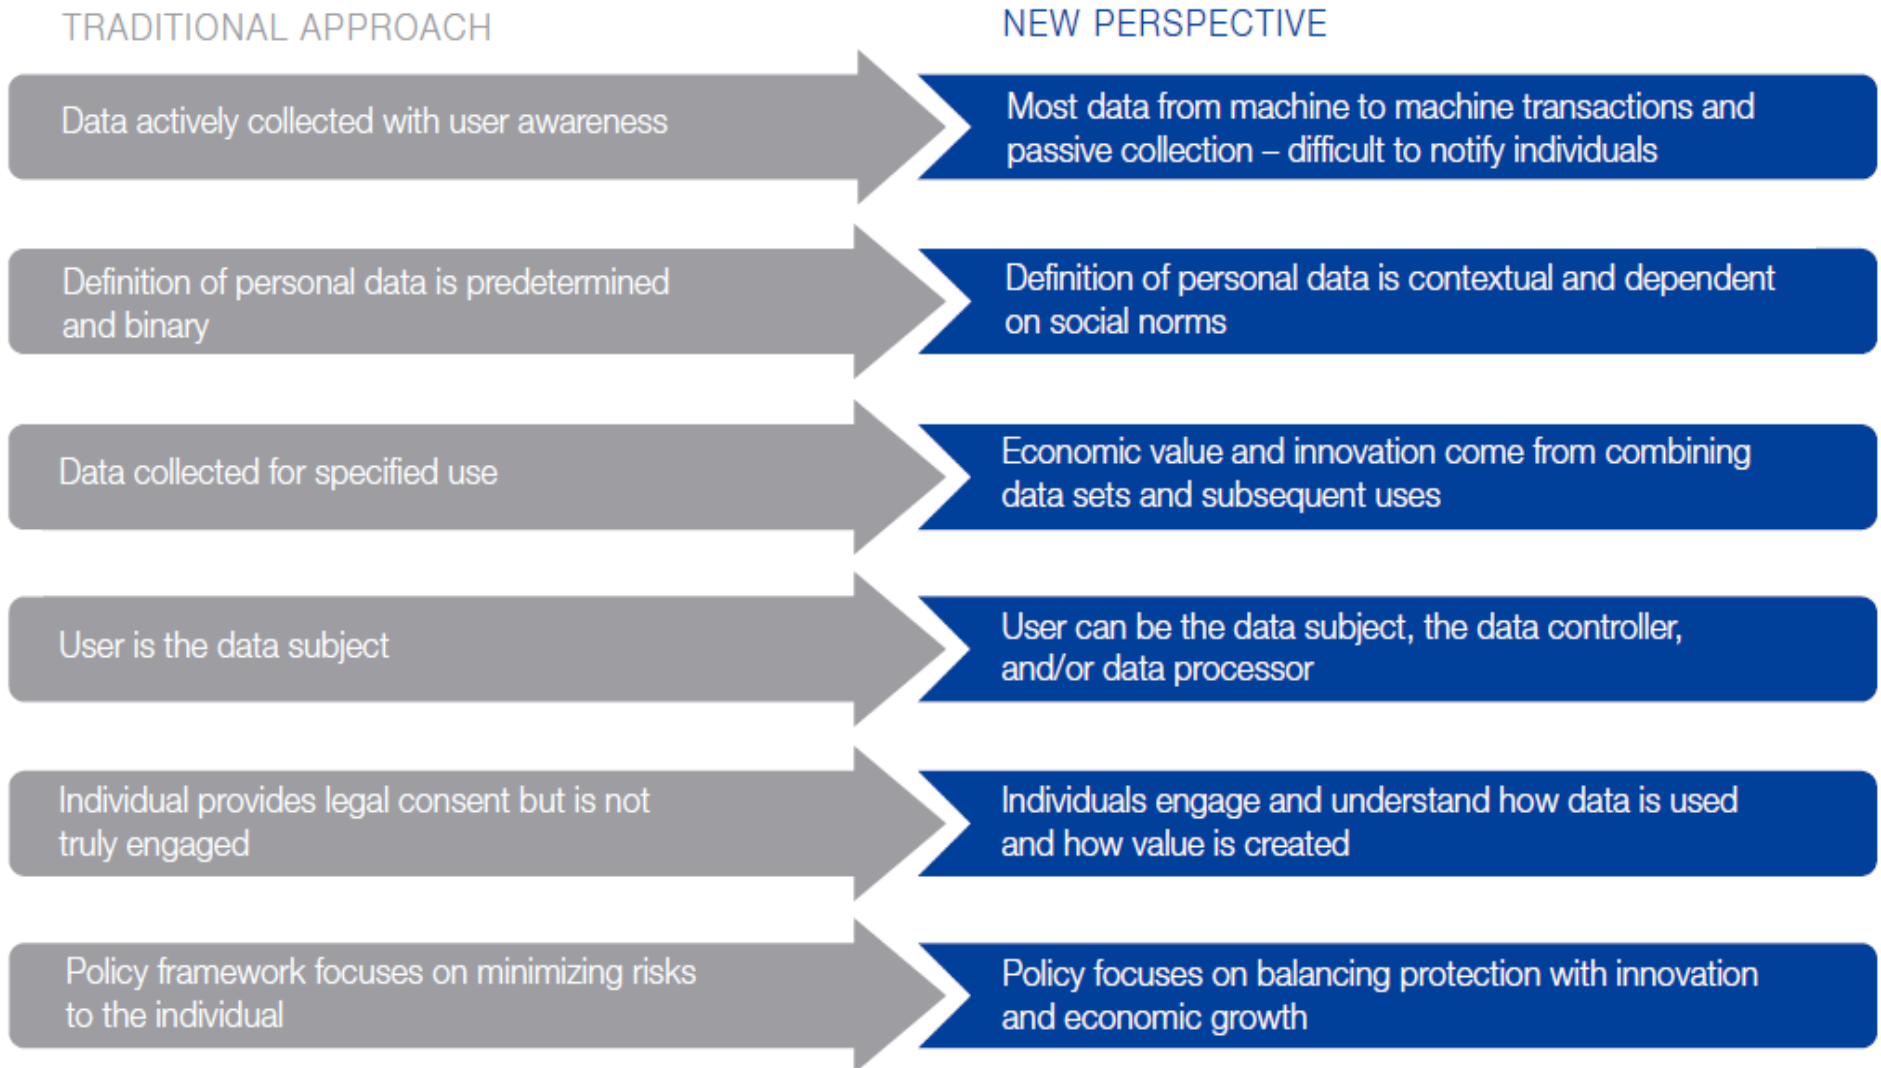 TRADITIONAL APPROACH
NEW PERSPECTIVE
Data actively collected with user awareness
Most data from machine to machine transactions and
passive collection – difficult to notify individuals
Definition of personal data is predetermined
and binary
Definition of personal data is contextual and dependent
on social norms
Data collected for specified use
Economic value and innovation come from combining
data sets and subsequent uses
User is the data subject
User can be the data subject, the data controller,
and/or data processor
Individual provides legal consent but is not
truly engaged
Individuals engage and understand how data is used
and how value is created
Policy framework focuses on minimizing risks
to the individual
Policy focuses on balancing protection with innovation
and economic growth